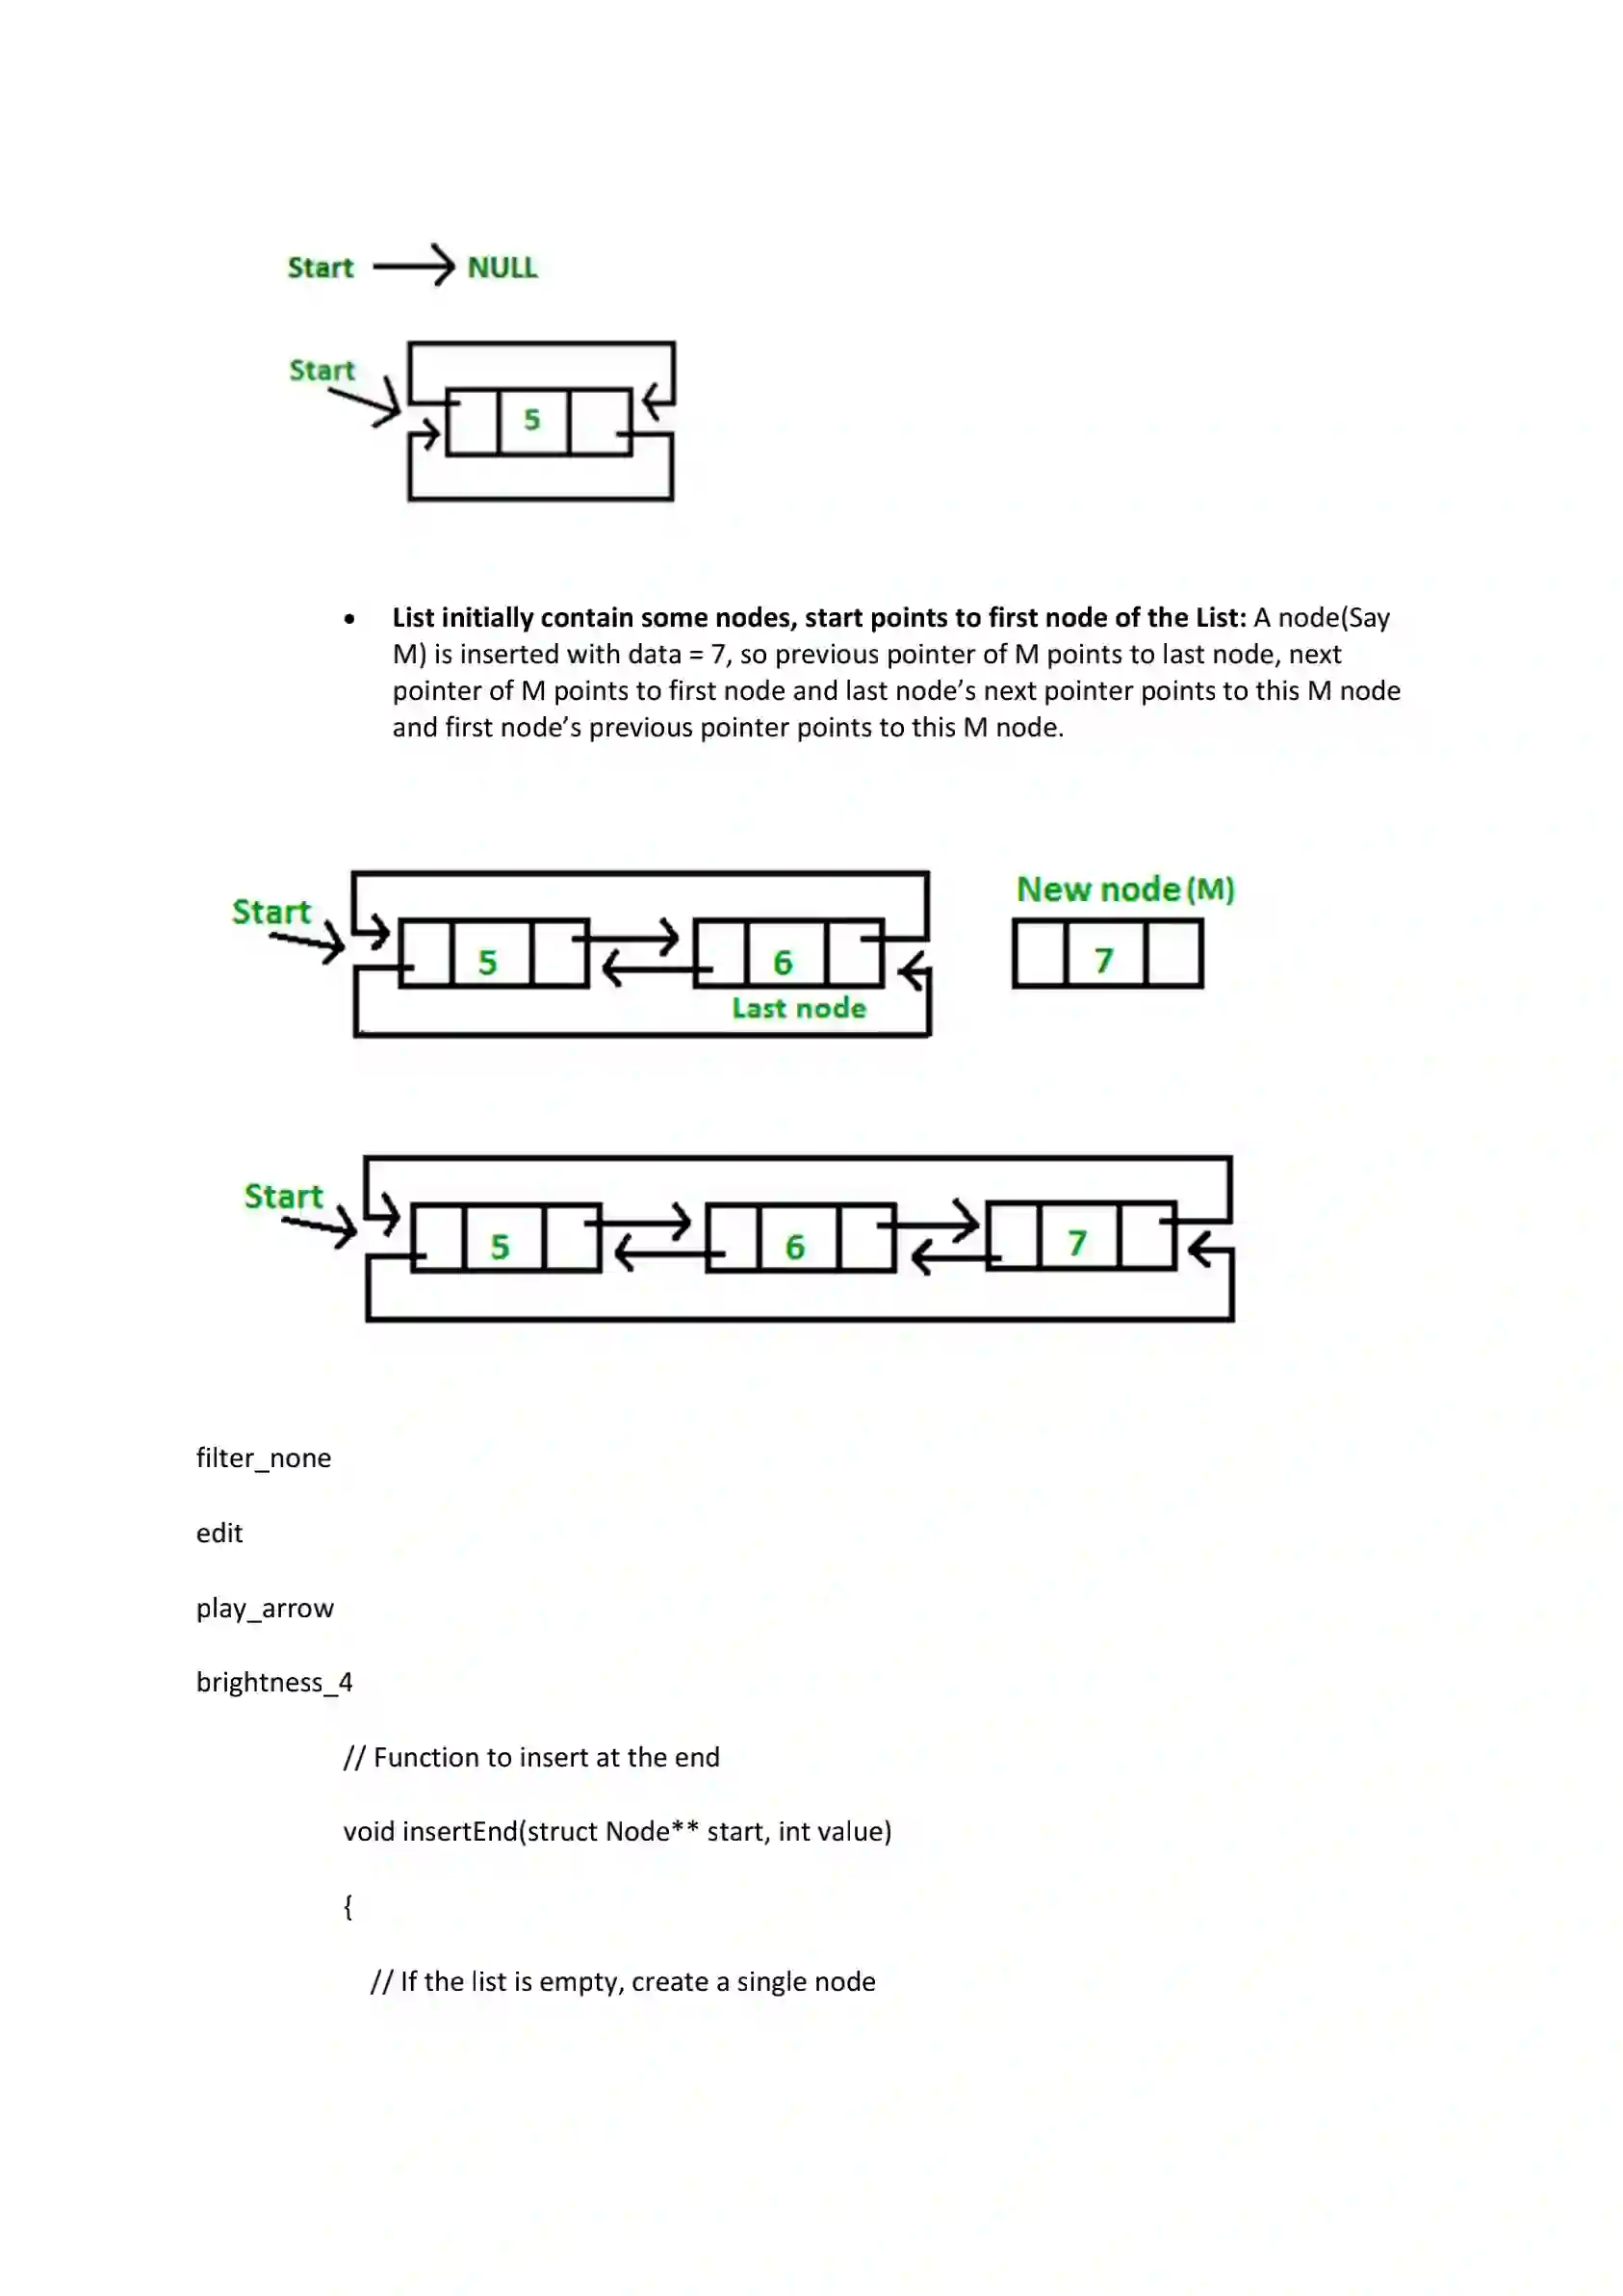 Start NULL
Start
5
• List initially contain some nodes, start points to first node of the List: A node(Say
M) is inserted with data = 7, so previous pointer of M points to last node, next
pointer of M points to first node and last node’s next pointer points to this M node
and first node’s previous pointer points to this M node.
New node (M)
Start
5 6 7
Last node
Start
5 6 7
filter_none
edit
play_arrow
brightness_4
// Function to insert at the end
void insertEnd(struct Node** start, int value)
{
// If the list is empty, create a single node